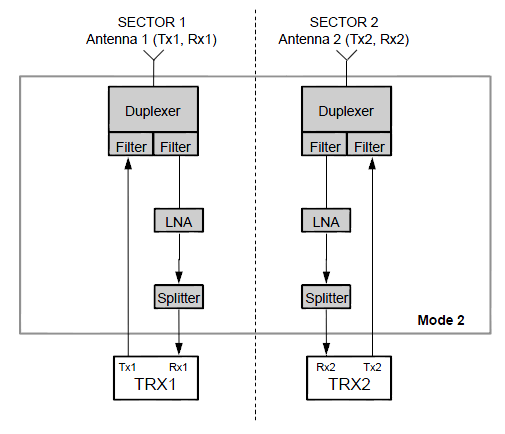 SECTOR 1
Antenna 1 (Tx1, Rx1)
SECTOR 2
Antenna 2 (Tx2, Rx2)
Duplexer
Filter Filter
Duplexer
Filter Filter
LNA
LNA
Splitter
Splitter
Mode 2
Tx1 Rx1
TRX1
Rx2 Tx2
TRX2